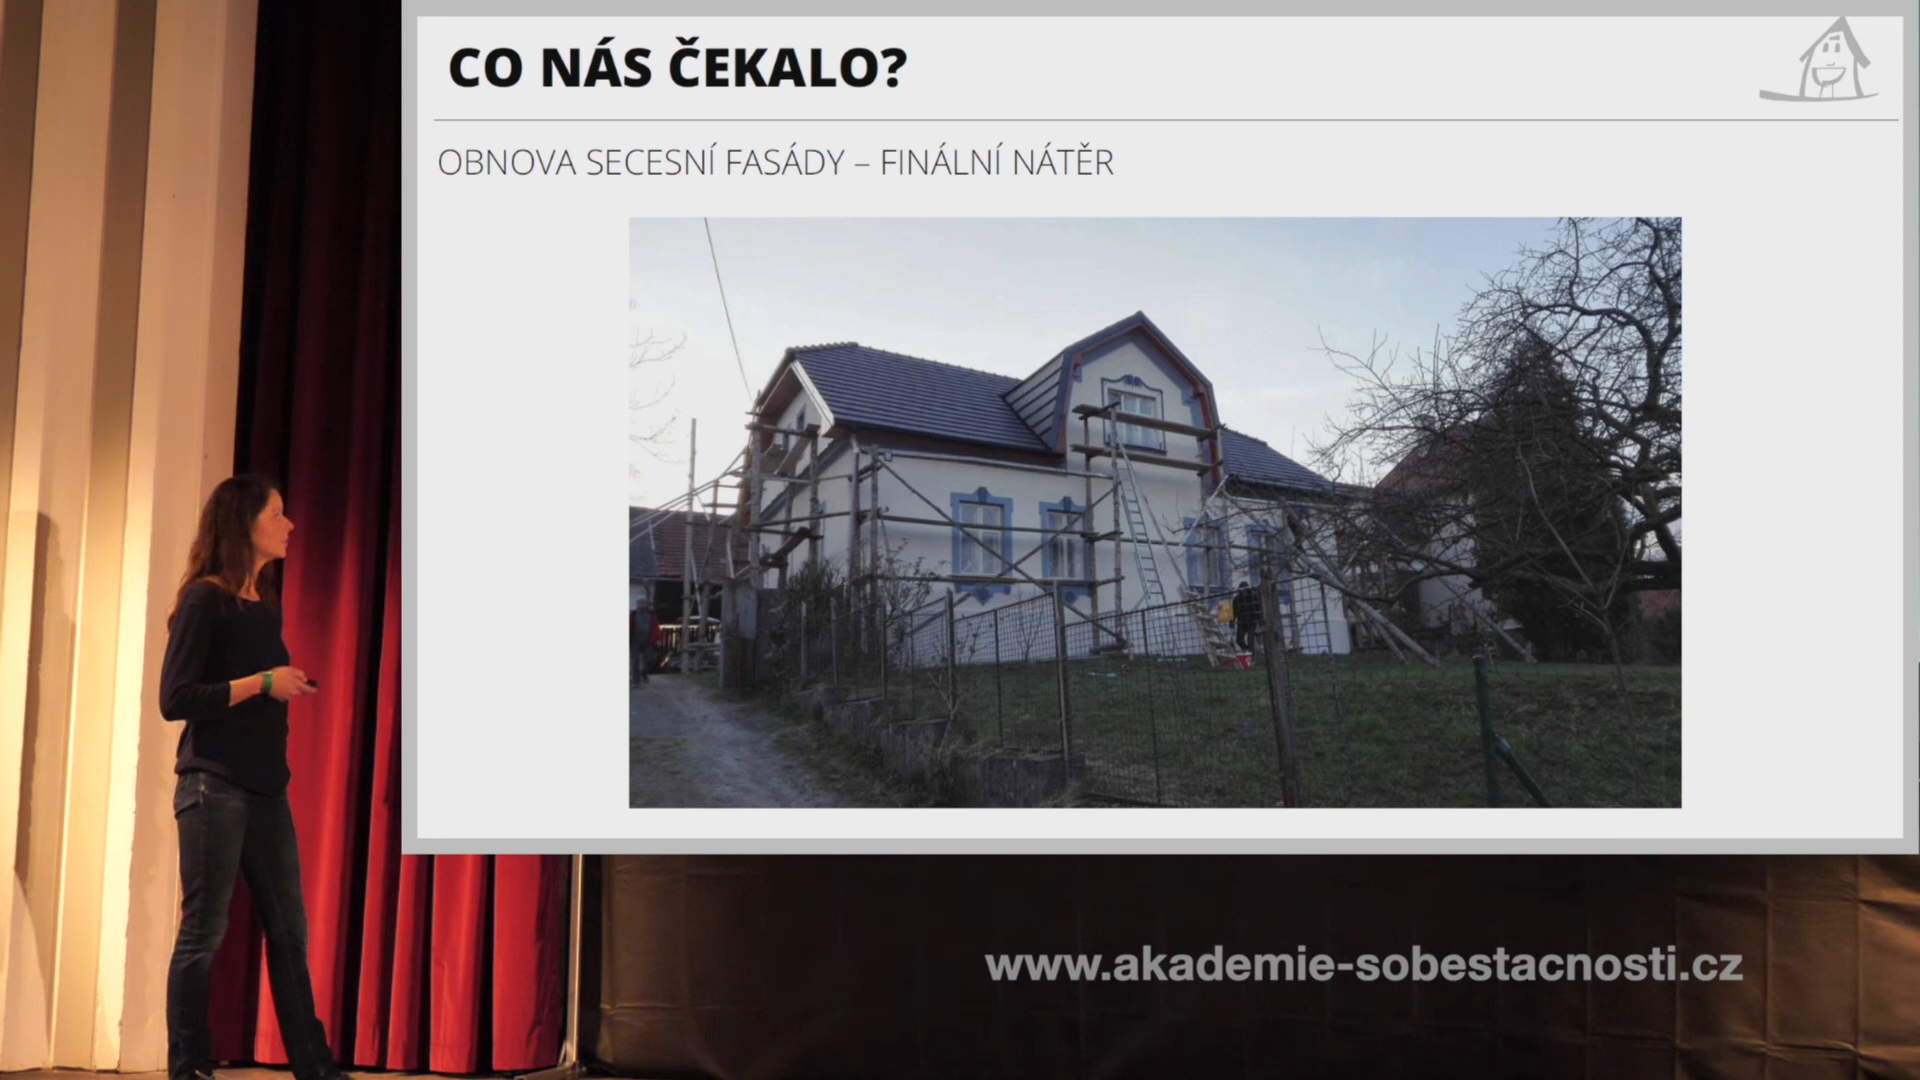 CO NÁS ČEKALO?
OBNOVA SECESNÍ FASÁDY – FINÁLNÍ NÁTĚR
www.akademie-sobestacnosti.cz